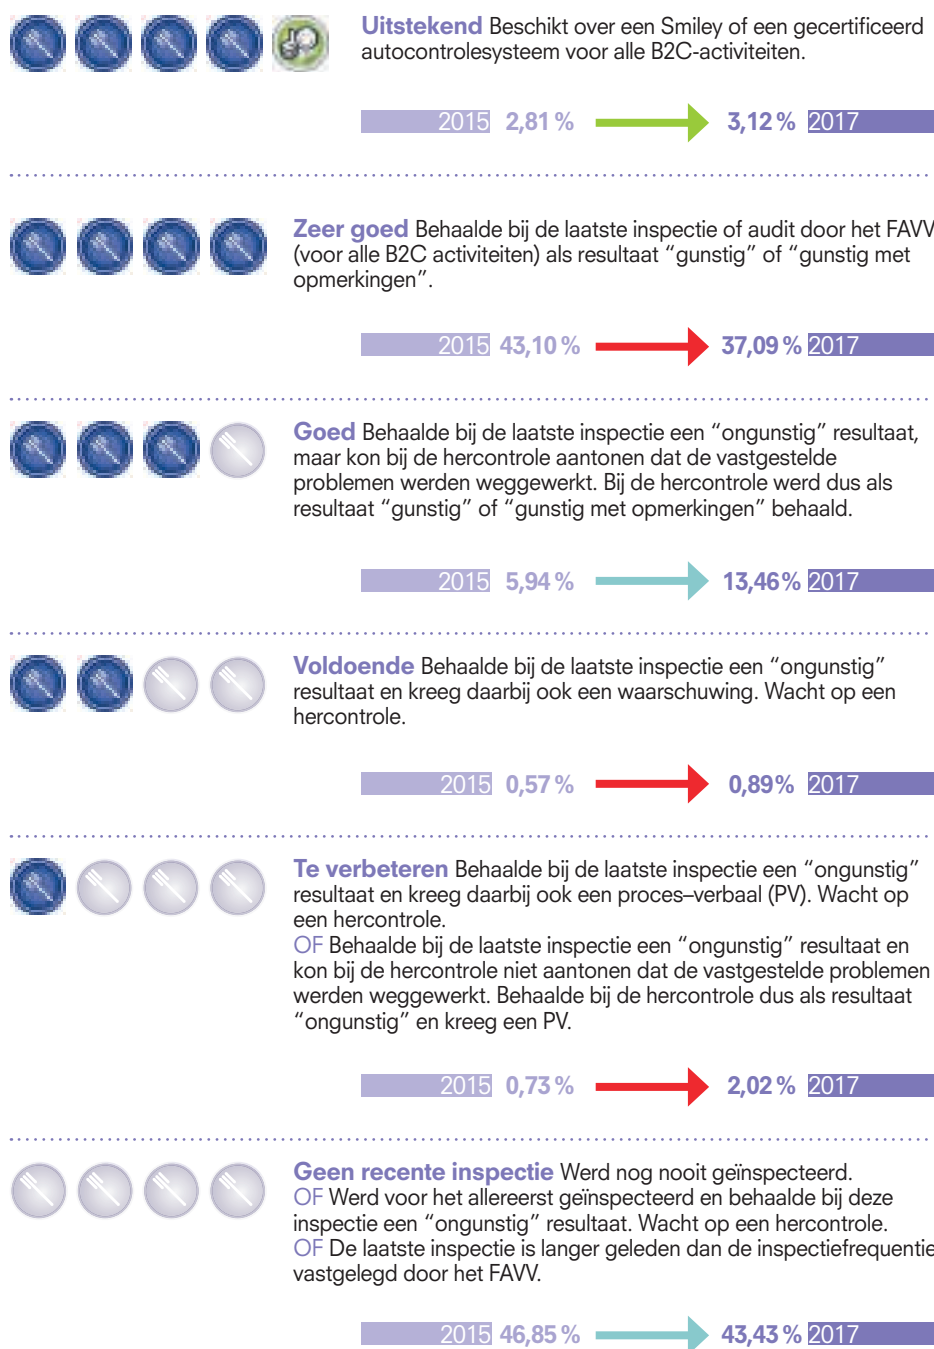 Uitstekend Beschikt over een Smiley of een gecertificeerd
autocontrolesysteem voor alle B2C-activiteiten.
2015 2,81 % 3,12 % 2017
Zeer goed Behaalde bij de laatste inspectie of audit door het FAVV
(voor alle B2C activiteiten) als resultaat “gunstig” of “gunstig met
opmerkingen”.
2015 43,10 % 37,09 % 2017
Goed Behaalde bij de laatste inspectie een “ongunstig” resultaat,
maar kon bij de hercontrole aantonen dat de vastgestelde
problemen werden weggewerkt. Bij de hercontrole werd dus als
resultaat “gunstig” of “gunstig met opmerkingen” behaald.
2015 5,94 % 13,46 % 2017
Voldoende Behaalde bij de laatste inspectie een “ongunstig”
resultaat en kreeg daarbij ook een waarschuwing. Wacht op een
hercontrole.
2015 0,57 % 0,89% 2017
Te verbeteren Behaalde bij de laatste inspectie een “ongunstig”
resultaat en kreeg daarbij ook een proces–verbaal (PV). Wacht op
een hercontrole.
OF Behaalde bij de laatste inspectie een “ongunstig” resultaat en
kon bij de hercontrole niet aantonen dat de vastgestelde problemen
werden weggewerkt. Behaalde bij de hercontrole dus als resultaat
“ongunstig” en kreeg een PV.
2015 0,73 % 2,02 % 2017
Geen recente inspectie Werd nog nooit geïnspecteerd.
OF Werd voor het allereerst geïnspecteerd en behaalde bij deze
inspectie een “ongunstig” resultaat. Wacht op een hercontrole.
OF De laatste inspectie is langer geleden dan de inspectiefrequentie
vastgelegd door het FAVV.
2015 46,85 % 43,43 % 2017